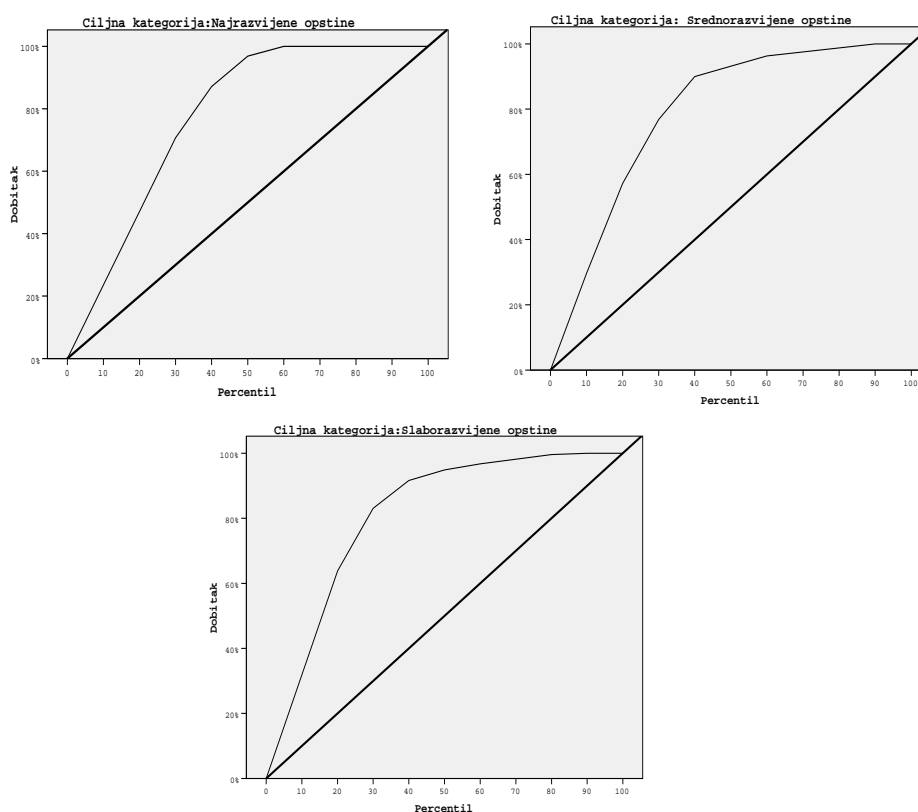 Ciljna kategorija:Najrazvijene opstine
100%
80%
60%
40%
20%
0%
Dobitak
0 10 20 30 40 50 60 70 80 90 100
Percentil
Ciljna kategorija: Srednorazvijene opstine
100%
80%
60%
40%
20%
0%
Dobitak
0 10 20 30 40 50 60 70 80 90 100
Percentil
Ciljna kategorija:Slaborazvijene opstine
100%
80%
60%
40%
20%
0%
Dobitak
0 10 20 30 40 50 60 70 80 90 100
Percentil